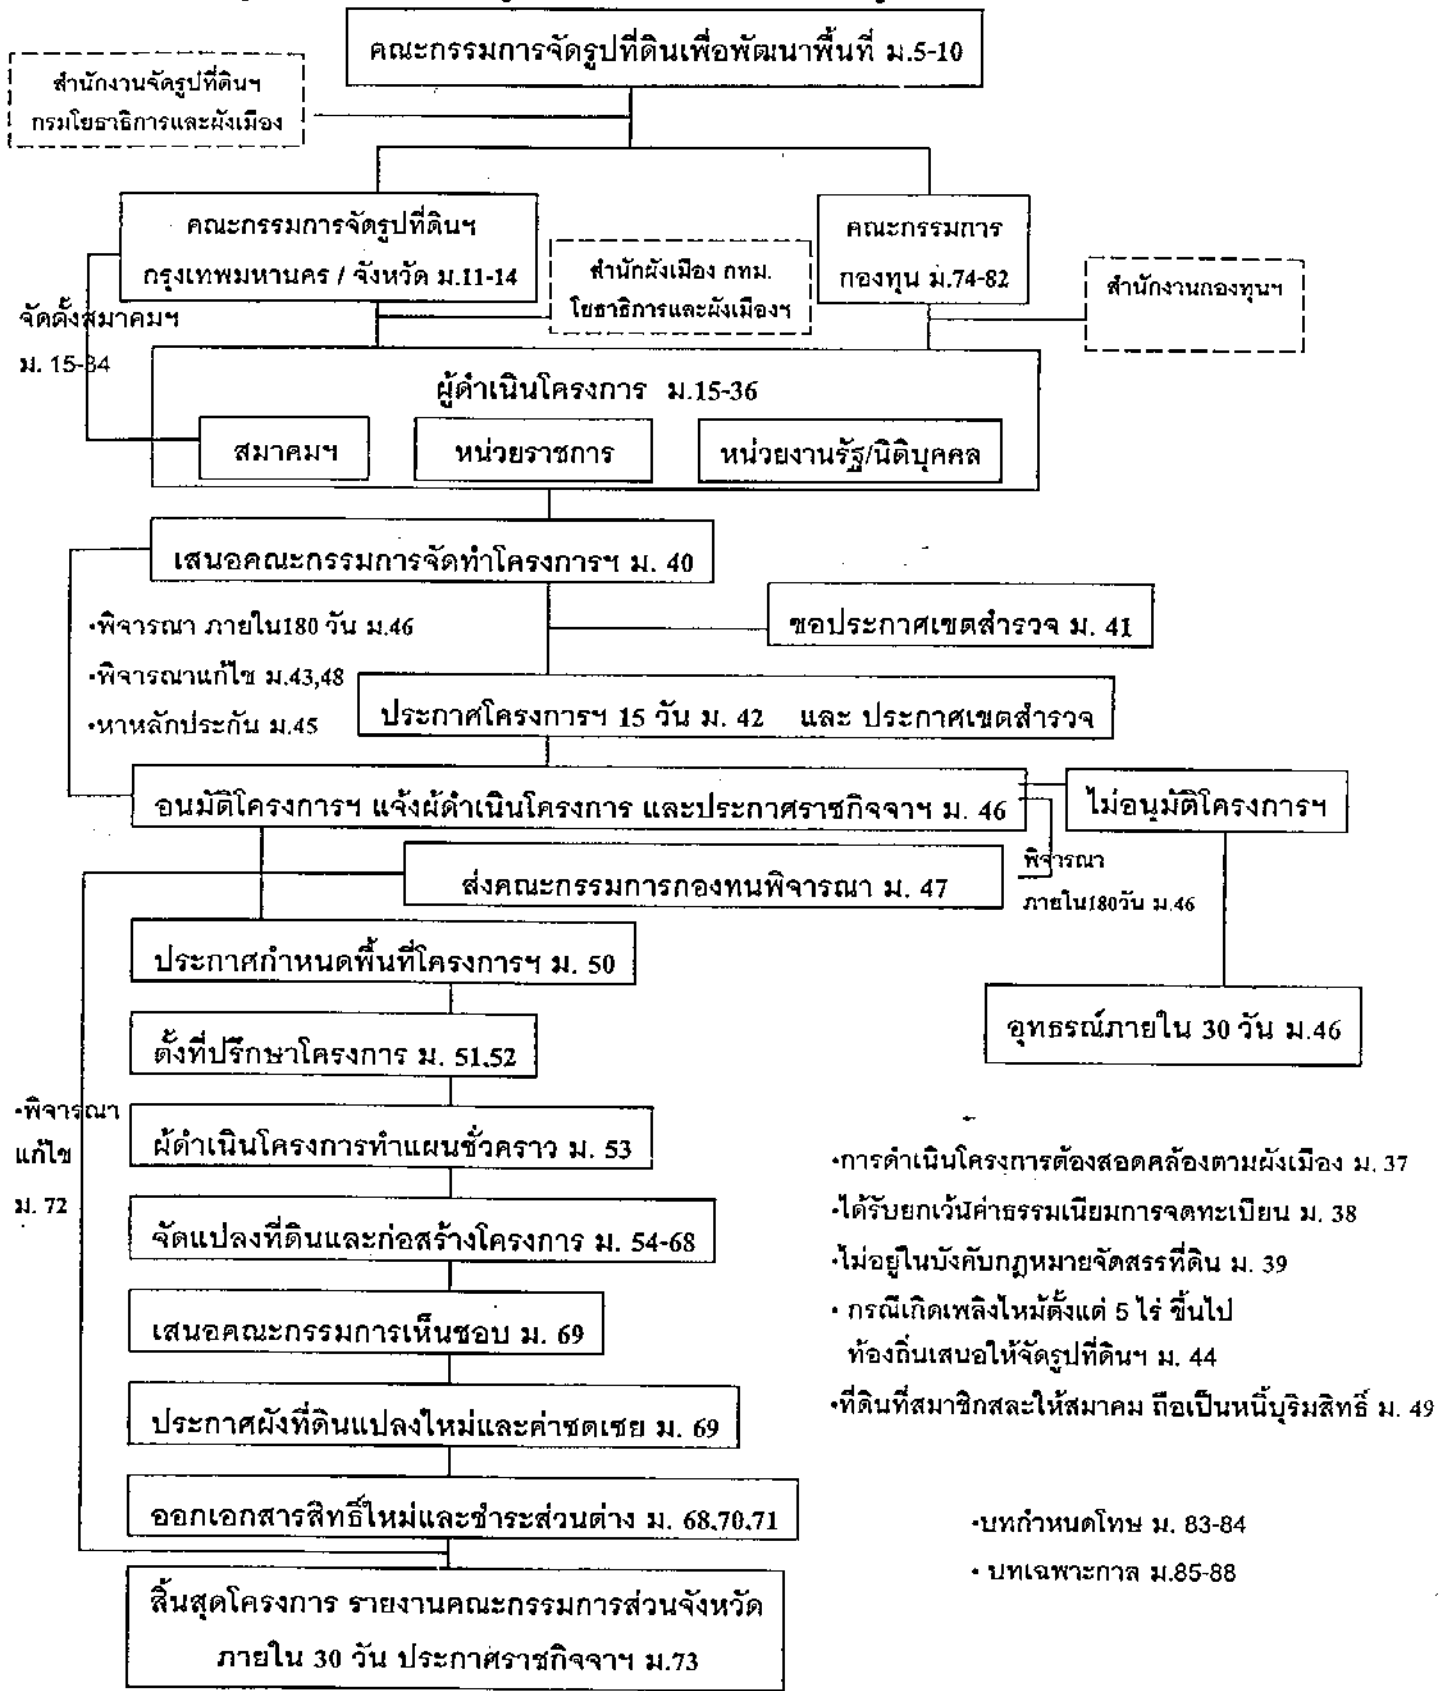 คณะกรรมการจัดรูปที่ดินเพื่อพัฒนาพื้นที่ ม.5-10
สำนักงานจัดรูปที่ดินฯ
กรมโยธาธิการและผังเมือง
คณะกรรมการจัดรูปที่ดินฯ
กรุงเทพมหานคร / จังหวัด ม.11-14
คณะกรรมการ
กองทุน ม.74-82
สำนักผังเมือง กทม.
โยธาธิการและผังเมืองฯ
สำนักงานกองทุนฯ
จัดตั้งสมาคมฯ
ม. 15-34
ผู้ดำเนินโครงการ ม.15-36
สมาคมฯ
หน่วยราชการ
หน่วยงานรัฐ/นิติบุคคล
เสนอคณะกรรมการจัดทำโครงการฯ ม. 40
•พิจารณา ภายใน180 วัน ม.46
•พิจารณาแก้ไข ม.43,48
•หาหลักประกัน ม.45
ขอประกาศเขตสำรวจ ม. 41
ประกาศโครงการฯ 15 วัน ม. 42 และ ประกาศเขตสำรวจ
อนุมัติโครงการฯ แจ้งผู้ดำเนินโครงการ และประกาศราชกิจจาฯ ม. 46
ไม่อนุมัติโครงการฯ
ส่งคณะกรรมการกองทุนพิจารณา ม. 47
พิจารณา
ภายใน180วัน ม.46
ประกาศกำหนดพื้นที่โครงการฯ ม. 50
อุทธรณ์ภายใน 30 วัน ม.46
ตั้งที่ปรึกษาโครงการ ม. 51,52
•พิจารณา
แก้ไข
ม. 72
ผู้ดำเนินโครงการทำแผนชั่วคราว ม. 53
จัดแปลงที่ดินและก่อสร้างโครงการ ม. 54-68
เสนอคณะกรรมการเห็นชอบ ม. 69
ประกาศผังที่ดินแปลงใหม่และค่าชดเชย ม. 69
ออกเอกสารสิทธิ์ใหม่และชำระส่วนต่าง ม. 68,70,71
สิ้นสุดโครงการ รายงานคณะกรรมการส่วนจังหวัด
ภายใน 30 วัน ประกาศราชกิจจาฯ ม.73
•การดำเนินโครงการต้องสอดคล้องตามผังเมือง ม. 37
•ได้รับยกเว้นค่าธรรมเนียมการจดทะเบียน ม. 38
•ไม่อยู่ในบังคับกฎหมายจัดสรรที่ดิน ม. 39
• กรณีเกิดเพลิงไหม้ตั้งแต่ 5 ไร่ ขึ้นไป
ท้องถิ่นเสนอให้จัดรูปที่ดินฯ ม. 44
•ที่ดินที่สมาชิกสละให้สมาคม ถือเป็นหนี้บุริมสิทธิ์ ม. 49
•บทกำหนดโทษ ม. 83-84
• บทเฉพาะกาล ม.85-88